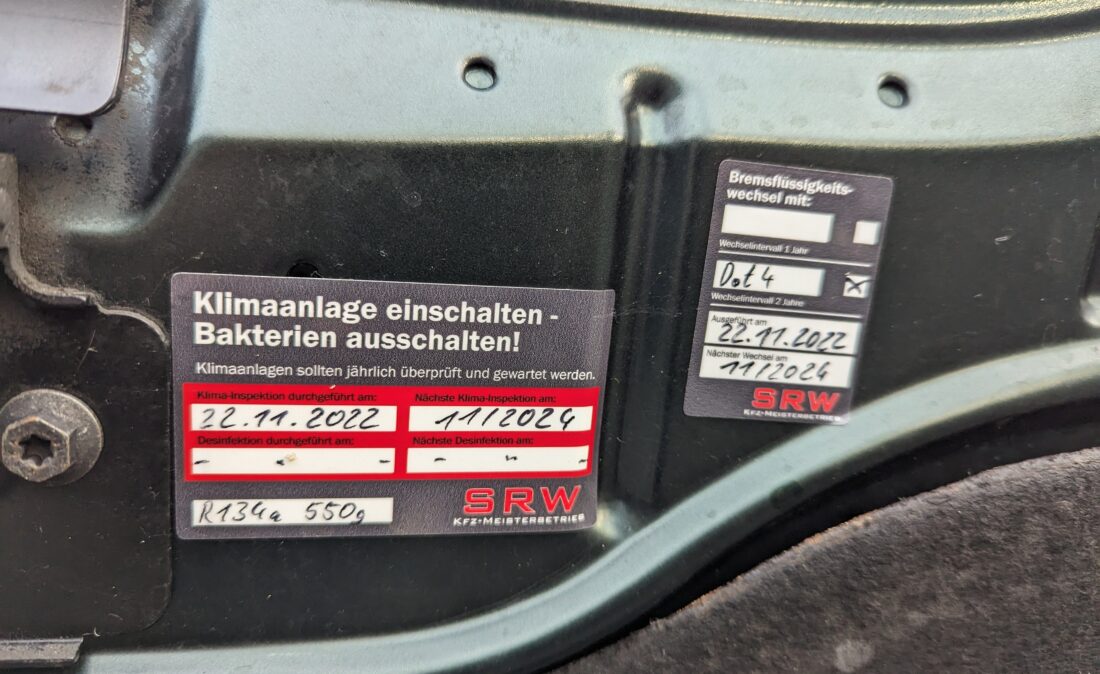 Klimaanlage einschalten -
Bakterien ausschalten!
Klimaanlagen sollten jährlich überprüft und gewartet werden.
Klima-Inspektion durchgeführt am:
22.11.2022
Nächste Klima-Inspektion am:
11/2024
Desinfektion durchgeführt am:
- - -
Nächste Desinfektion am:
- - -
R134a 550g
SRW
KFZ-MEISTERBETRIEB
Bremsflüssigkeits-
wechsel mit:
Wechselintervall 1 Jahr
Dot 4 X
Wechselintervall 2 Jahre
Ausgeführt am
22.11.2022
Nächster Wechsel am
11/2024
SRW
KFZ-MEISTERBETRIEB